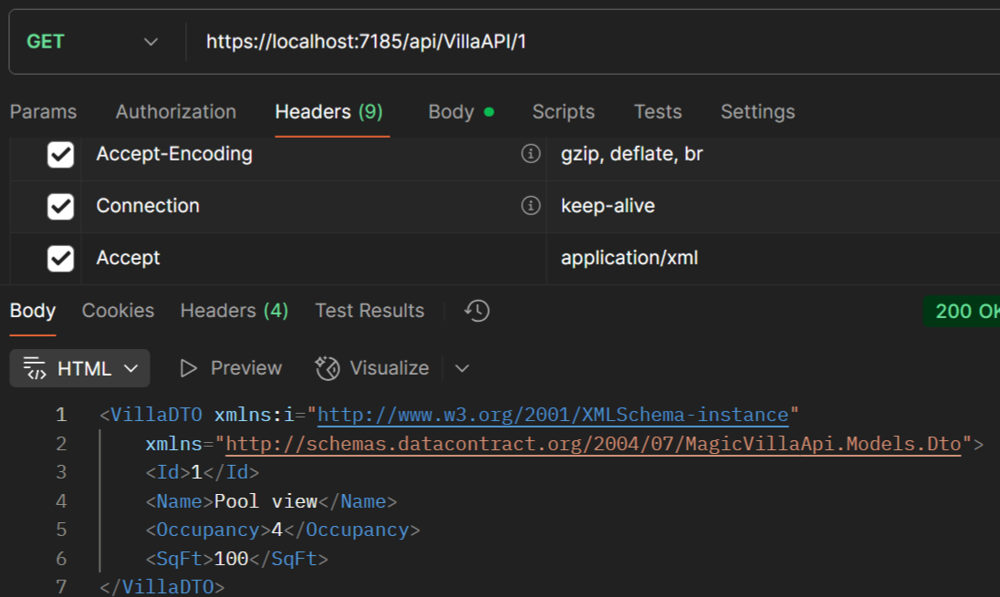 GET https://localhost:7185/api/VillaAPI/1
Params Authorization Headers (9) Body Scripts Tests Settings
Accept-Encoding gzip, deflate, br
Connection keep-alive
Accept application/xml
Body Cookies Headers (4) Test Results 200 OK
HTML Preview Visualize
1 <VillaDTO xmlns:i="http://www.w3.org/2001/XMLSchema-instance"
2 xmlns="http://schemas.datacontract.org/2004/07/MagicVillaApi.Models.Dto">
3 <Id>1</Id>
4 <Name>Pool view</Name>
5 <Occupancy>4</Occupancy>
6 <SqFt>100</SqFt>
7 </VillaDTO>